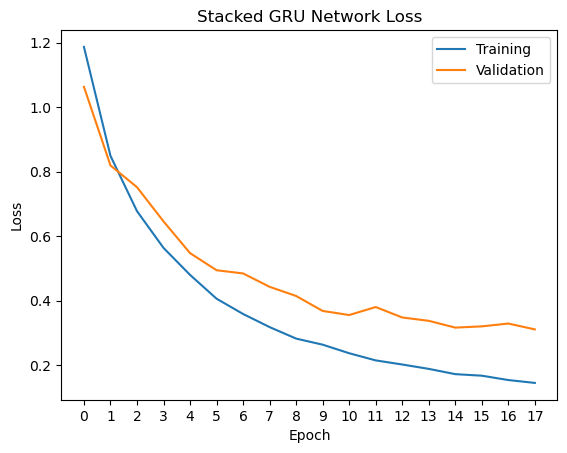 Stacked GRU Network Loss
Training
Validation
1.2
1.0
0.8
0.6
0.4
0.2
Loss
0 1 2 3 4 5 6 7 8 9 10 11 12 13 14 15 16 17
Epoch